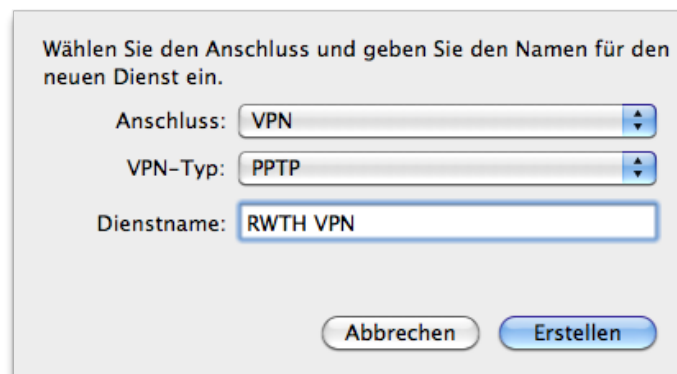 Wählen Sie den Anschluss und geben Sie den Namen für den
neuen Dienst ein.
Anschluss: VPN
VPN-Typ: PPTP
Dienstname: RWTH VPN
Abbrechen Erstellen